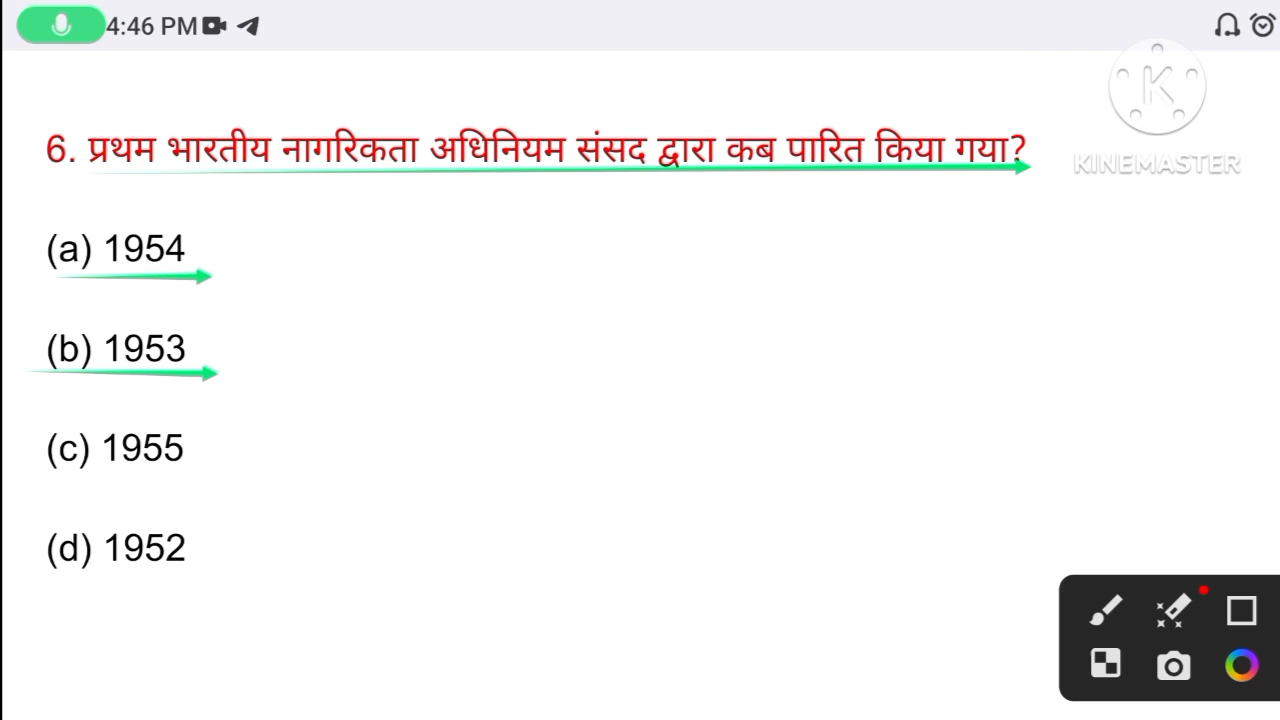 4:46 PM
6. प्रथम भारतीय नागरिकता अधिनियम संसद द्वारा कब पारित किया गया?
K
KINEMASTER
(a) 1954
(b) 1953
(c) 1955
(d) 1952